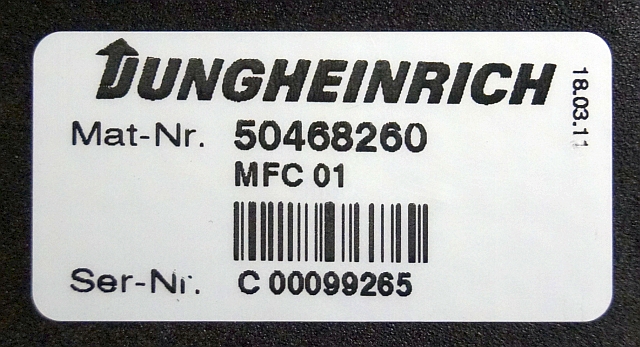 JUNGHEINRICH
18.03.11
Mat-Nr. 50468260
MFC 01
Ser-Nr. C 00099265